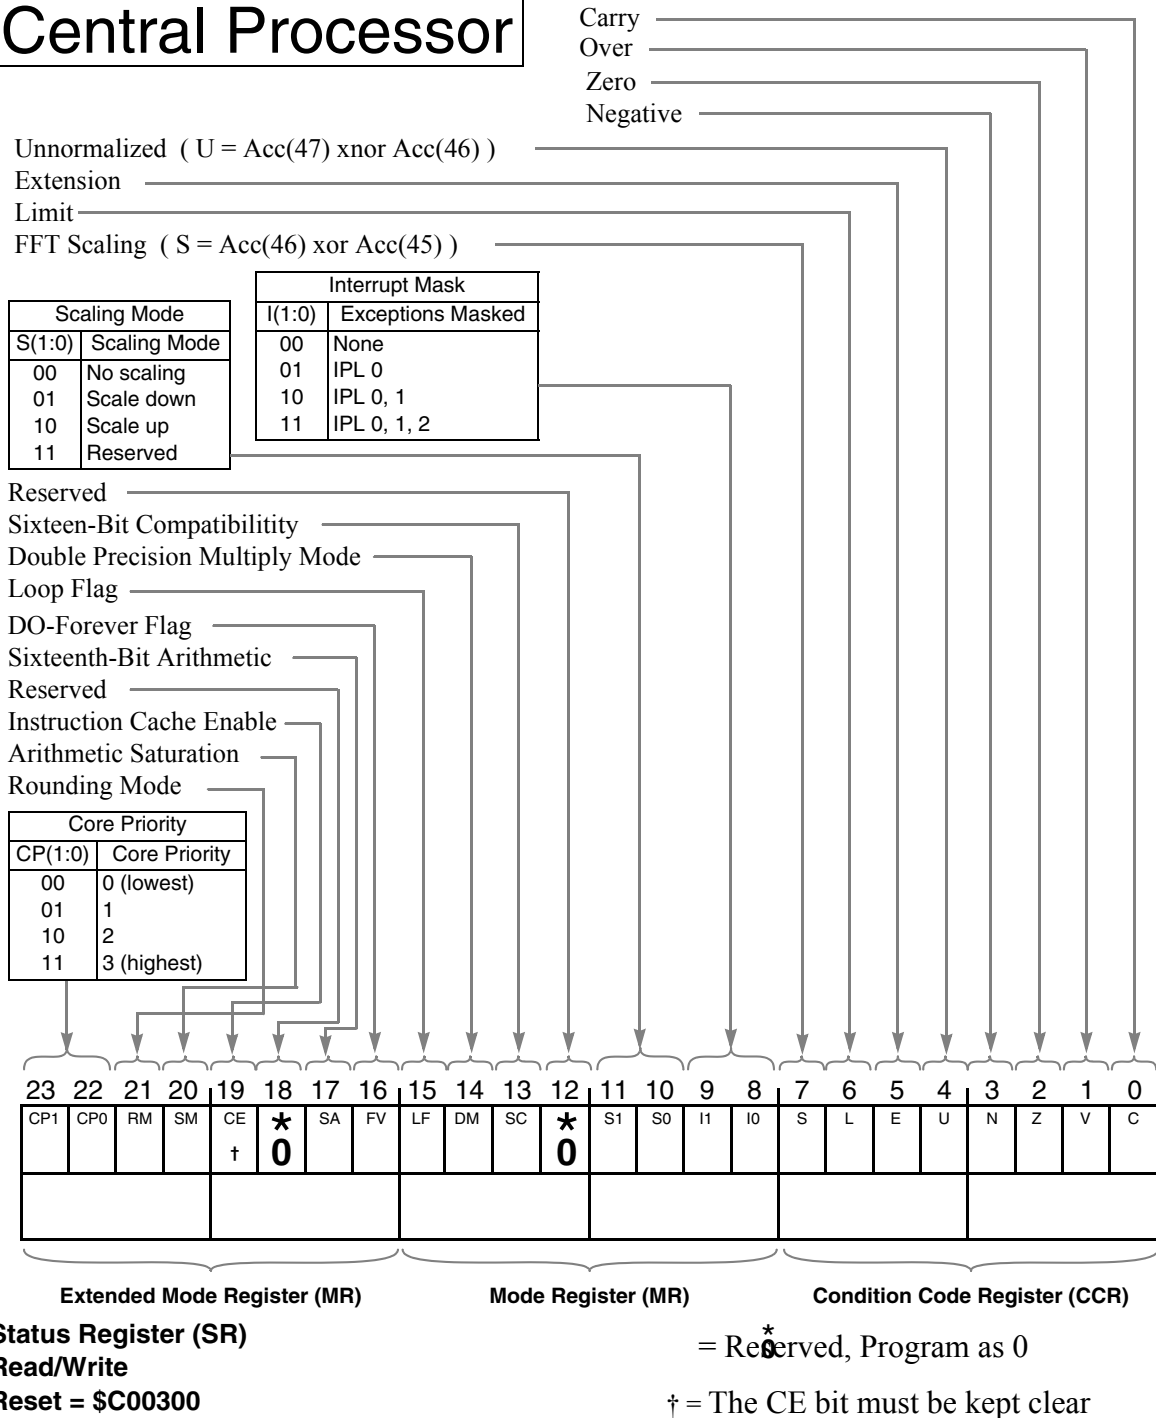 Central Processor
Carry
Over
Zero
Negative
Unnormalized ( U = Acc(47) xnor Acc(46) )
Extension
Limit
FFT Scaling ( S = Acc(46) xor Acc(45) )
Interrupt Mask
I(1:0) Exceptions Masked
00 None
01 IPL 0
10 IPL 0, 1
11 IPL 0, 1, 2
Scaling Mode
S(1:0) Scaling Mode
00 No scaling
01 Scale down
10 Scale up
11 Reserved
Reserved
Sixteen-Bit Compatibilitity
Double Precision Multiply Mode
Loop Flag
DO-Forever Flag
Sixteenth-Bit Arithmetic
Reserved
Instruction Cache Enable
Arithmetic Saturation
Rounding Mode
Core Priority
CP(1:0) Core Priority
00 0 (lowest)
01 1
10 2
11 3 (highest)
23 22 21 20 19 18 17 16 15 14 13 12 11 10 9 8 7 6 5 4 3 2 1 0
CP1 CP0 RM SM CE * SA FV LF DM SC * S1 S0 I1 I0 S L E U N Z V C
† 0 0
Extended Mode Register (MR) Mode Register (MR) Condition Code Register (CCR)
Status Register (SR)
Read/Write
Reset = $C00300
*
0
= Reserved, Program as 0
† = The CE bit must be kept clear